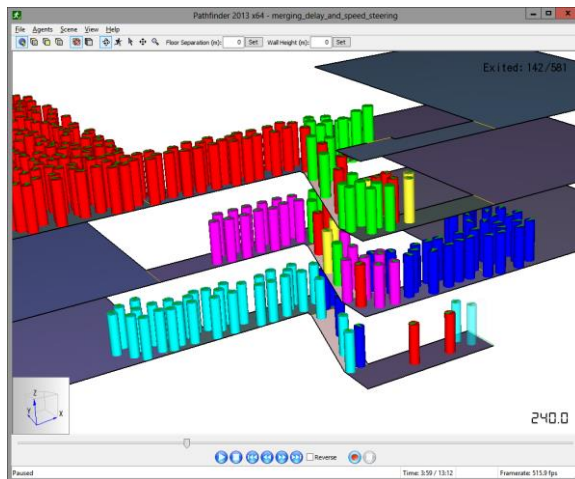 Pathfinder 2013 x64 - merging_delay_and_speed_steering
File Agents Scene View Help
Floor Separation (m): 0 Set Wall Height (m): 0 Set
Exited: 142/581
Z
Y
X
240.0
Reverse
Paused Time: 3:59 / 13:12 Framerate: 515.9 fps